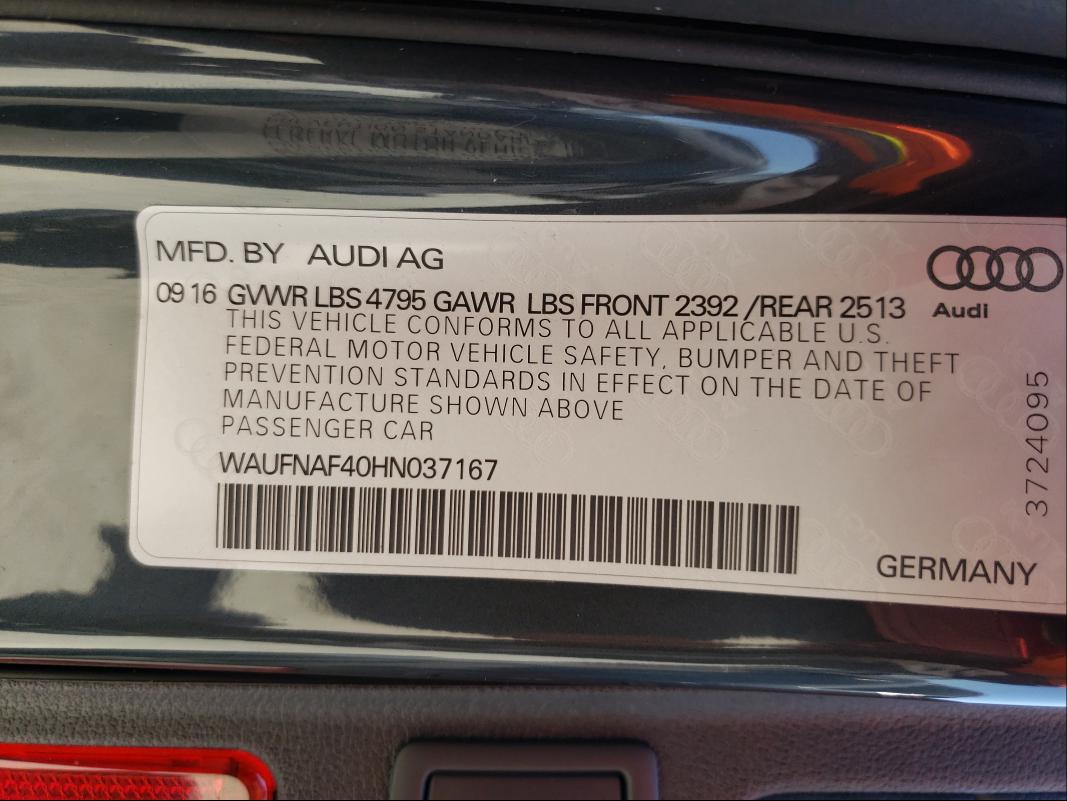 MFD. BY AUDI AG
09 16 GVWR LBS 4795 GAWR LBS FRONT 2392 /REAR 2513
Audi
THIS VEHICLE CONFORMS TO ALL APPLICABLE U.S.
FEDERAL MOTOR VEHICLE SAFETY, BUMPER AND THEFT
PREVENTION STANDARDS IN EFFECT ON THE DATE OF
MANUFACTURE SHOWN ABOVE
PASSENGER CAR
WAUFNAF40HN037167
3724095
GERMANY